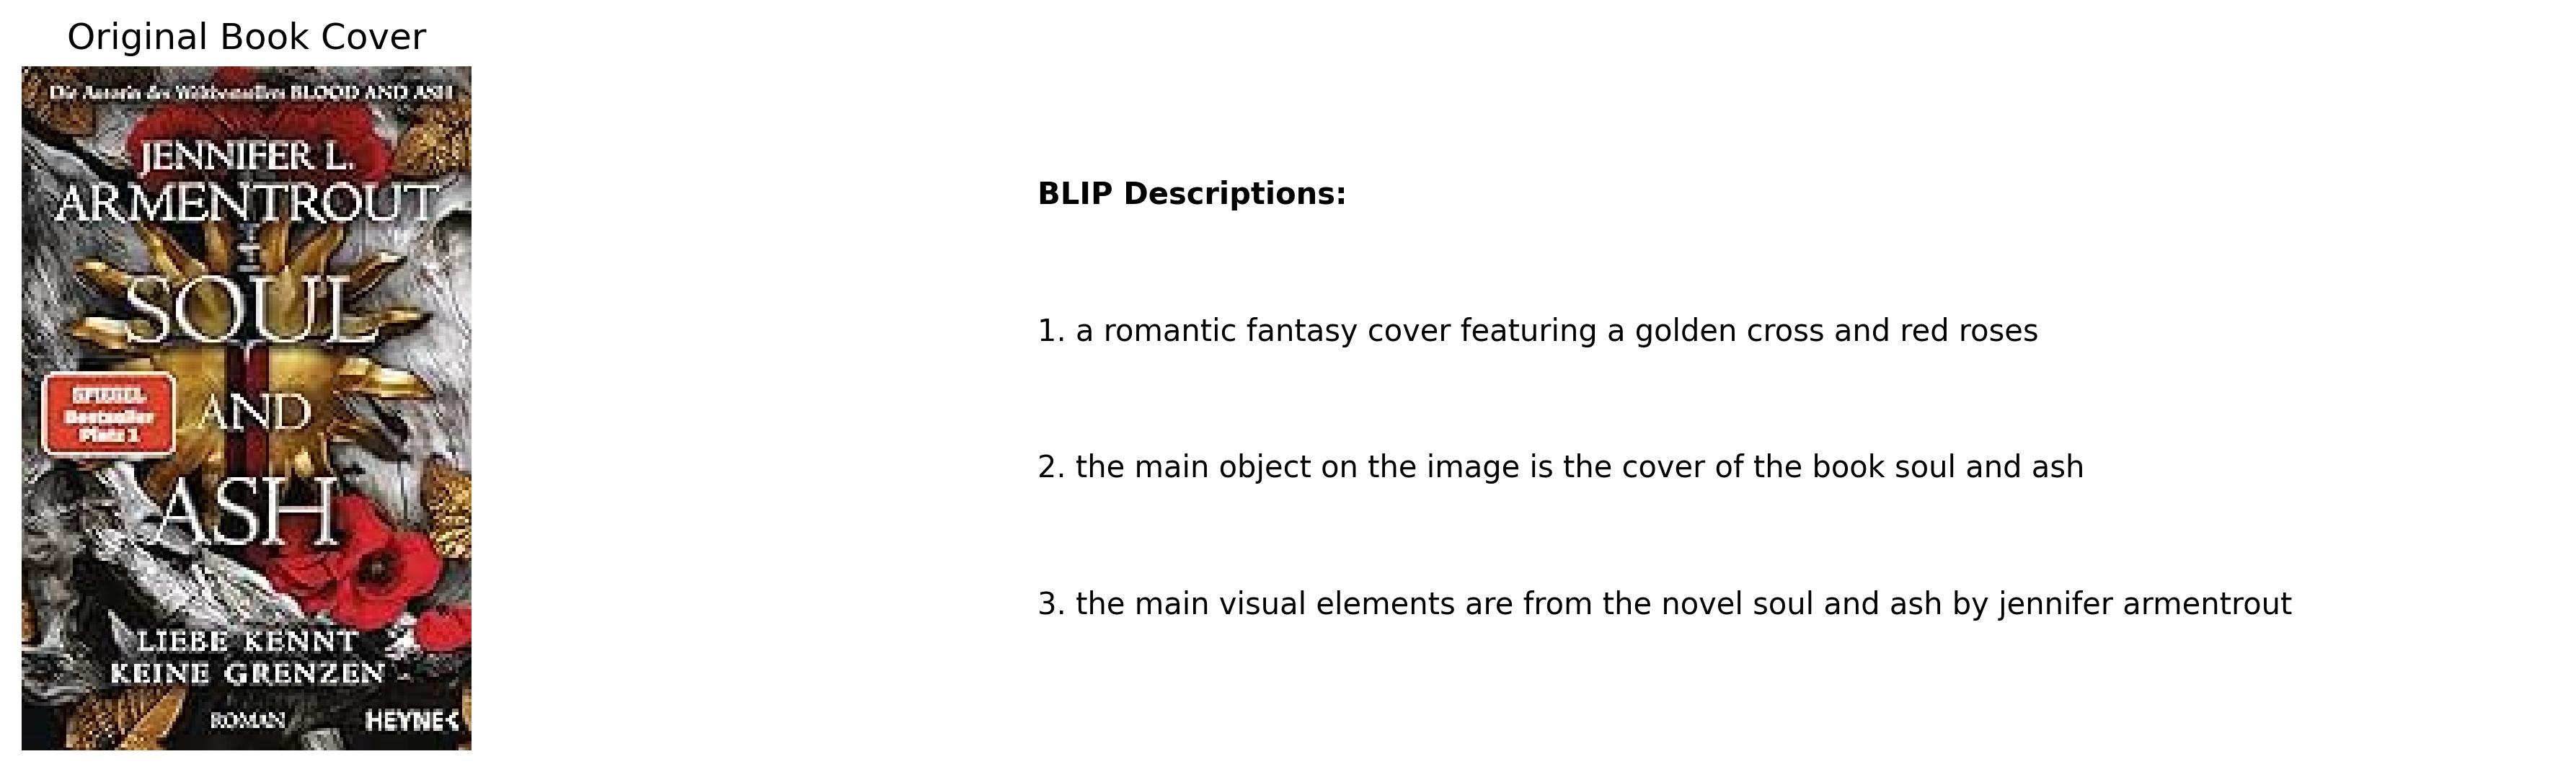 Original Book Cover
Die Autorin des Weltbestsellers BLOOD AND ASH
JENNIFER L.
ARMENTROUT
SOUL
AND
ASH
SPIEGEL
Bestseller
Platz 1
LIEBE KENNT
KEINE GRENZEN
ROMAN
HEYNE<
BLIP Descriptions:
1. a romantic fantasy cover featuring a golden cross and red roses
2. the main object on the image is the cover of the book soul and ash
3. the main visual elements are from the novel soul and ash by jennifer armentrout